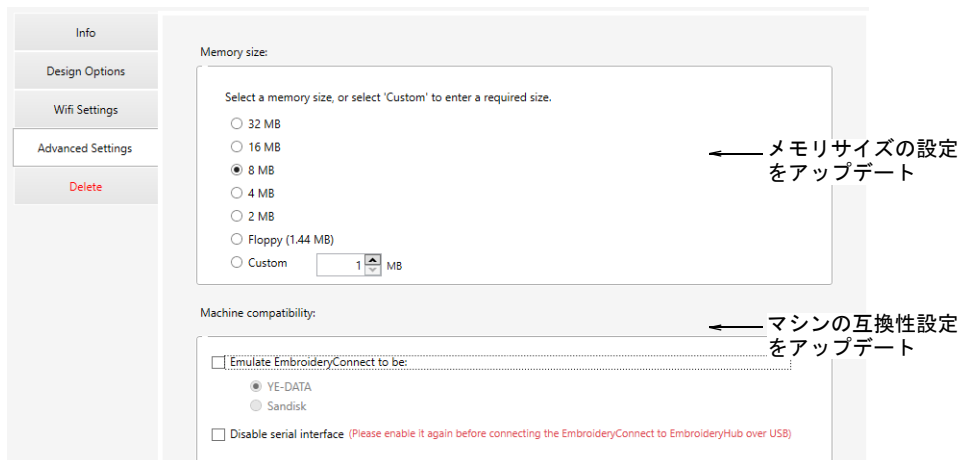 Info
Design Options
Wifi Settings
Advanced Settings
Delete
Memory size:
Select a memory size, or select 'Custom' to enter a required size.
32 MB
16 MB
8 MB
4 MB
2 MB
Floppy (1.44 MB)
Custom 1 MB
メモリサイズの設定
をアップデート
Machine compatibility:
マシンの互換性設定
をアップデート
Emulate EmbroideryConnect to be:
YE-DATA
Sandisk
Disable serial interface (Please enable it again before connecting the EmbroideryConnect to EmbroideryHub over USB)